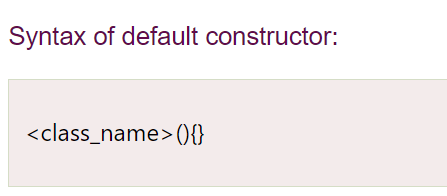 Syntax of default constructor:
<class_name>(){}